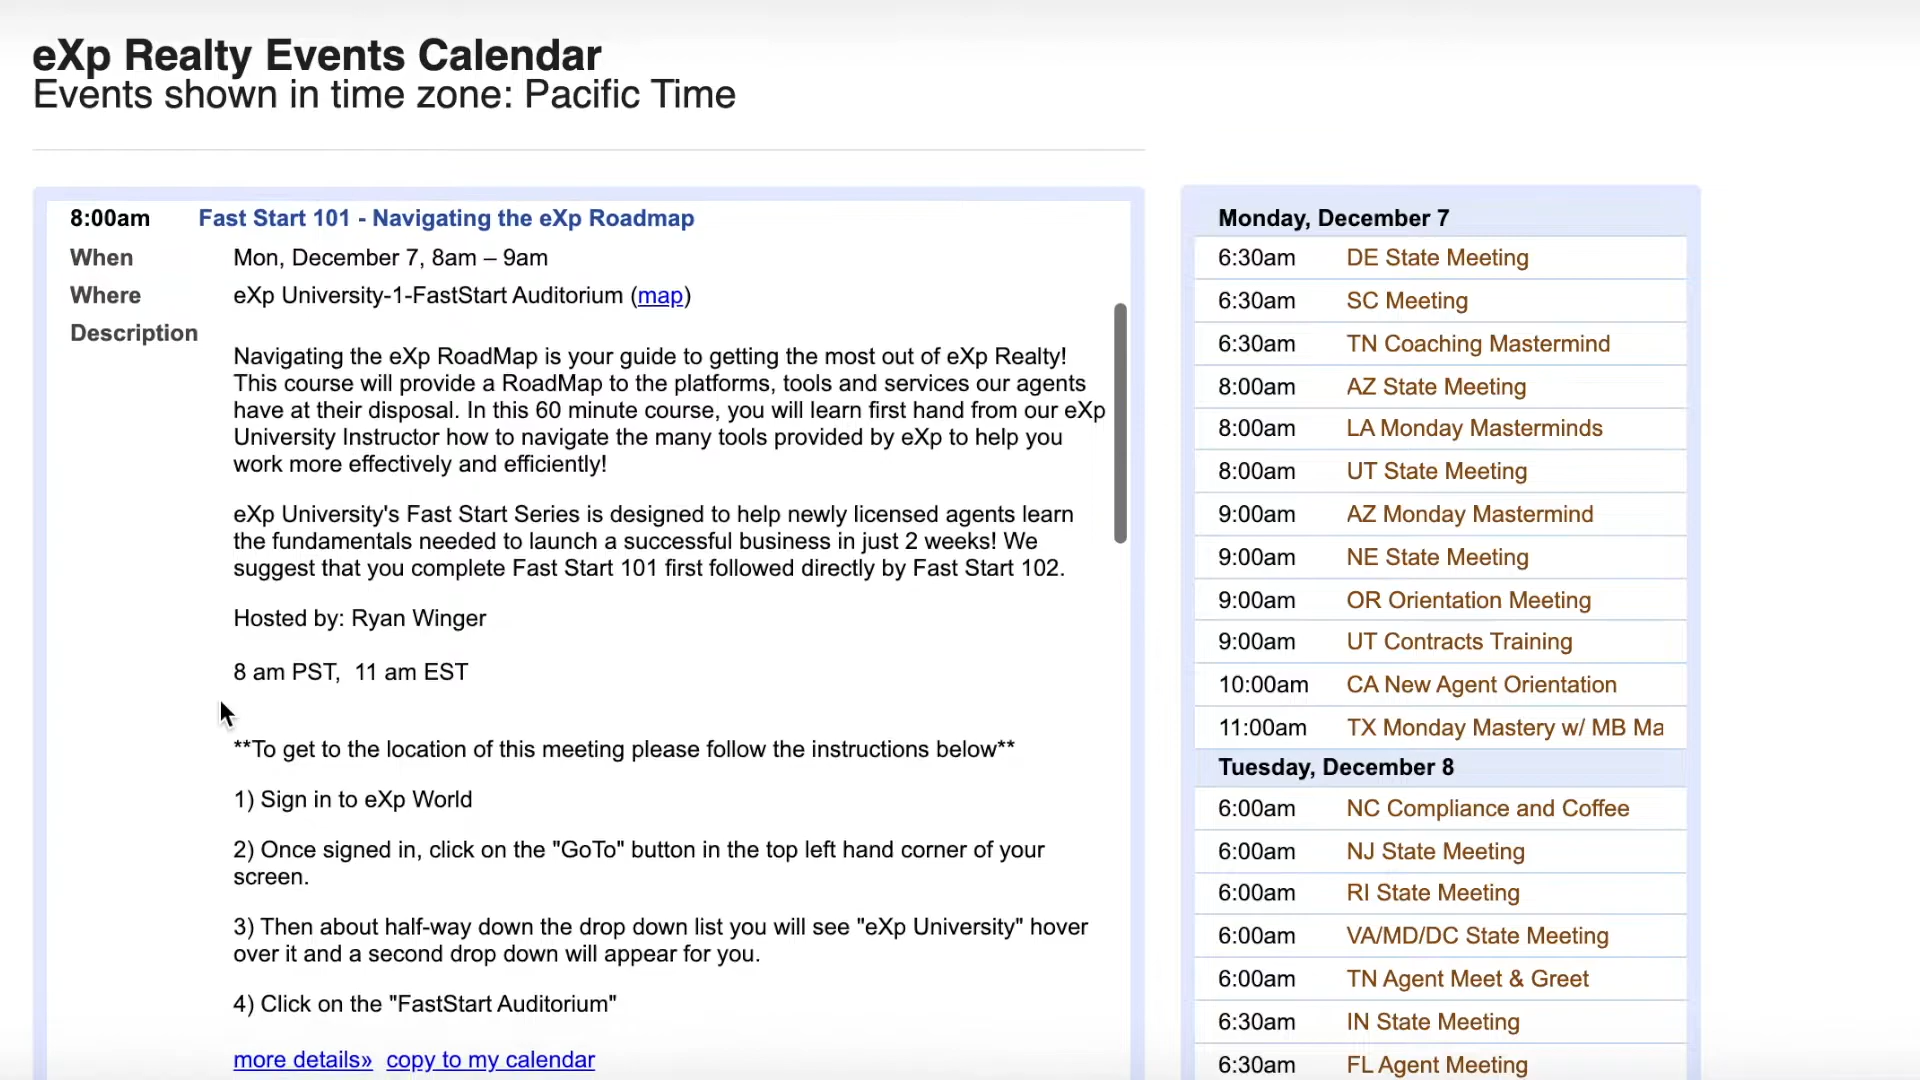 eXp Realty Events Calendar
Events shown in time zone: Pacific Time
8:00am Fast Start 101 - Navigating the eXp Roadmap
When Mon, December 7, 8am – 9am
Where eXp University-1-FastStart Auditorium (map)
Description
Navigating the eXp RoadMap is your guide to getting the most out of eXp Realty!
This course will provide a RoadMap to the platforms, tools and services our agents
have at their disposal. In this 60 minute course, you will learn first hand from our eXp
University Instructor how to navigate the many tools provided by eXp to help you
work more effectively and efficiently!
eXp University's Fast Start Series is designed to help newly licensed agents learn
the fundamentals needed to launch a successful business in just 2 weeks! We
suggest that you complete Fast Start 101 first followed directly by Fast Start 102.
Hosted by: Ryan Winger
8 am PST, 11 am EST
**To get to the location of this meeting please follow the instructions below**
1) Sign in to eXp World
2) Once signed in, click on the "GoTo" button in the top left hand corner of your
screen.
3) Then about half-way down the drop down list you will see "eXp University" hover
over it and a second drop down will appear for you.
4) Click on the "FastStart Auditorium"
more details» copy to my calendar
Monday, December 7
6:30am DE State Meeting
6:30am SC Meeting
6:30am TN Coaching Mastermind
8:00am AZ State Meeting
8:00am LA Monday Masterminds
8:00am UT State Meeting
9:00am AZ Monday Mastermind
9:00am NE State Meeting
9:00am OR Orientation Meeting
9:00am UT Contracts Training
10:00am CA New Agent Orientation
11:00am TX Monday Mastery w/ MB Ma
Tuesday, December 8
6:00am NC Compliance and Coffee
6:00am NJ State Meeting
6:00am RI State Meeting
6:00am VA/MD/DC State Meeting
6:00am TN Agent Meet & Greet
6:30am IN State Meeting
6:30am FL Agent Meeting